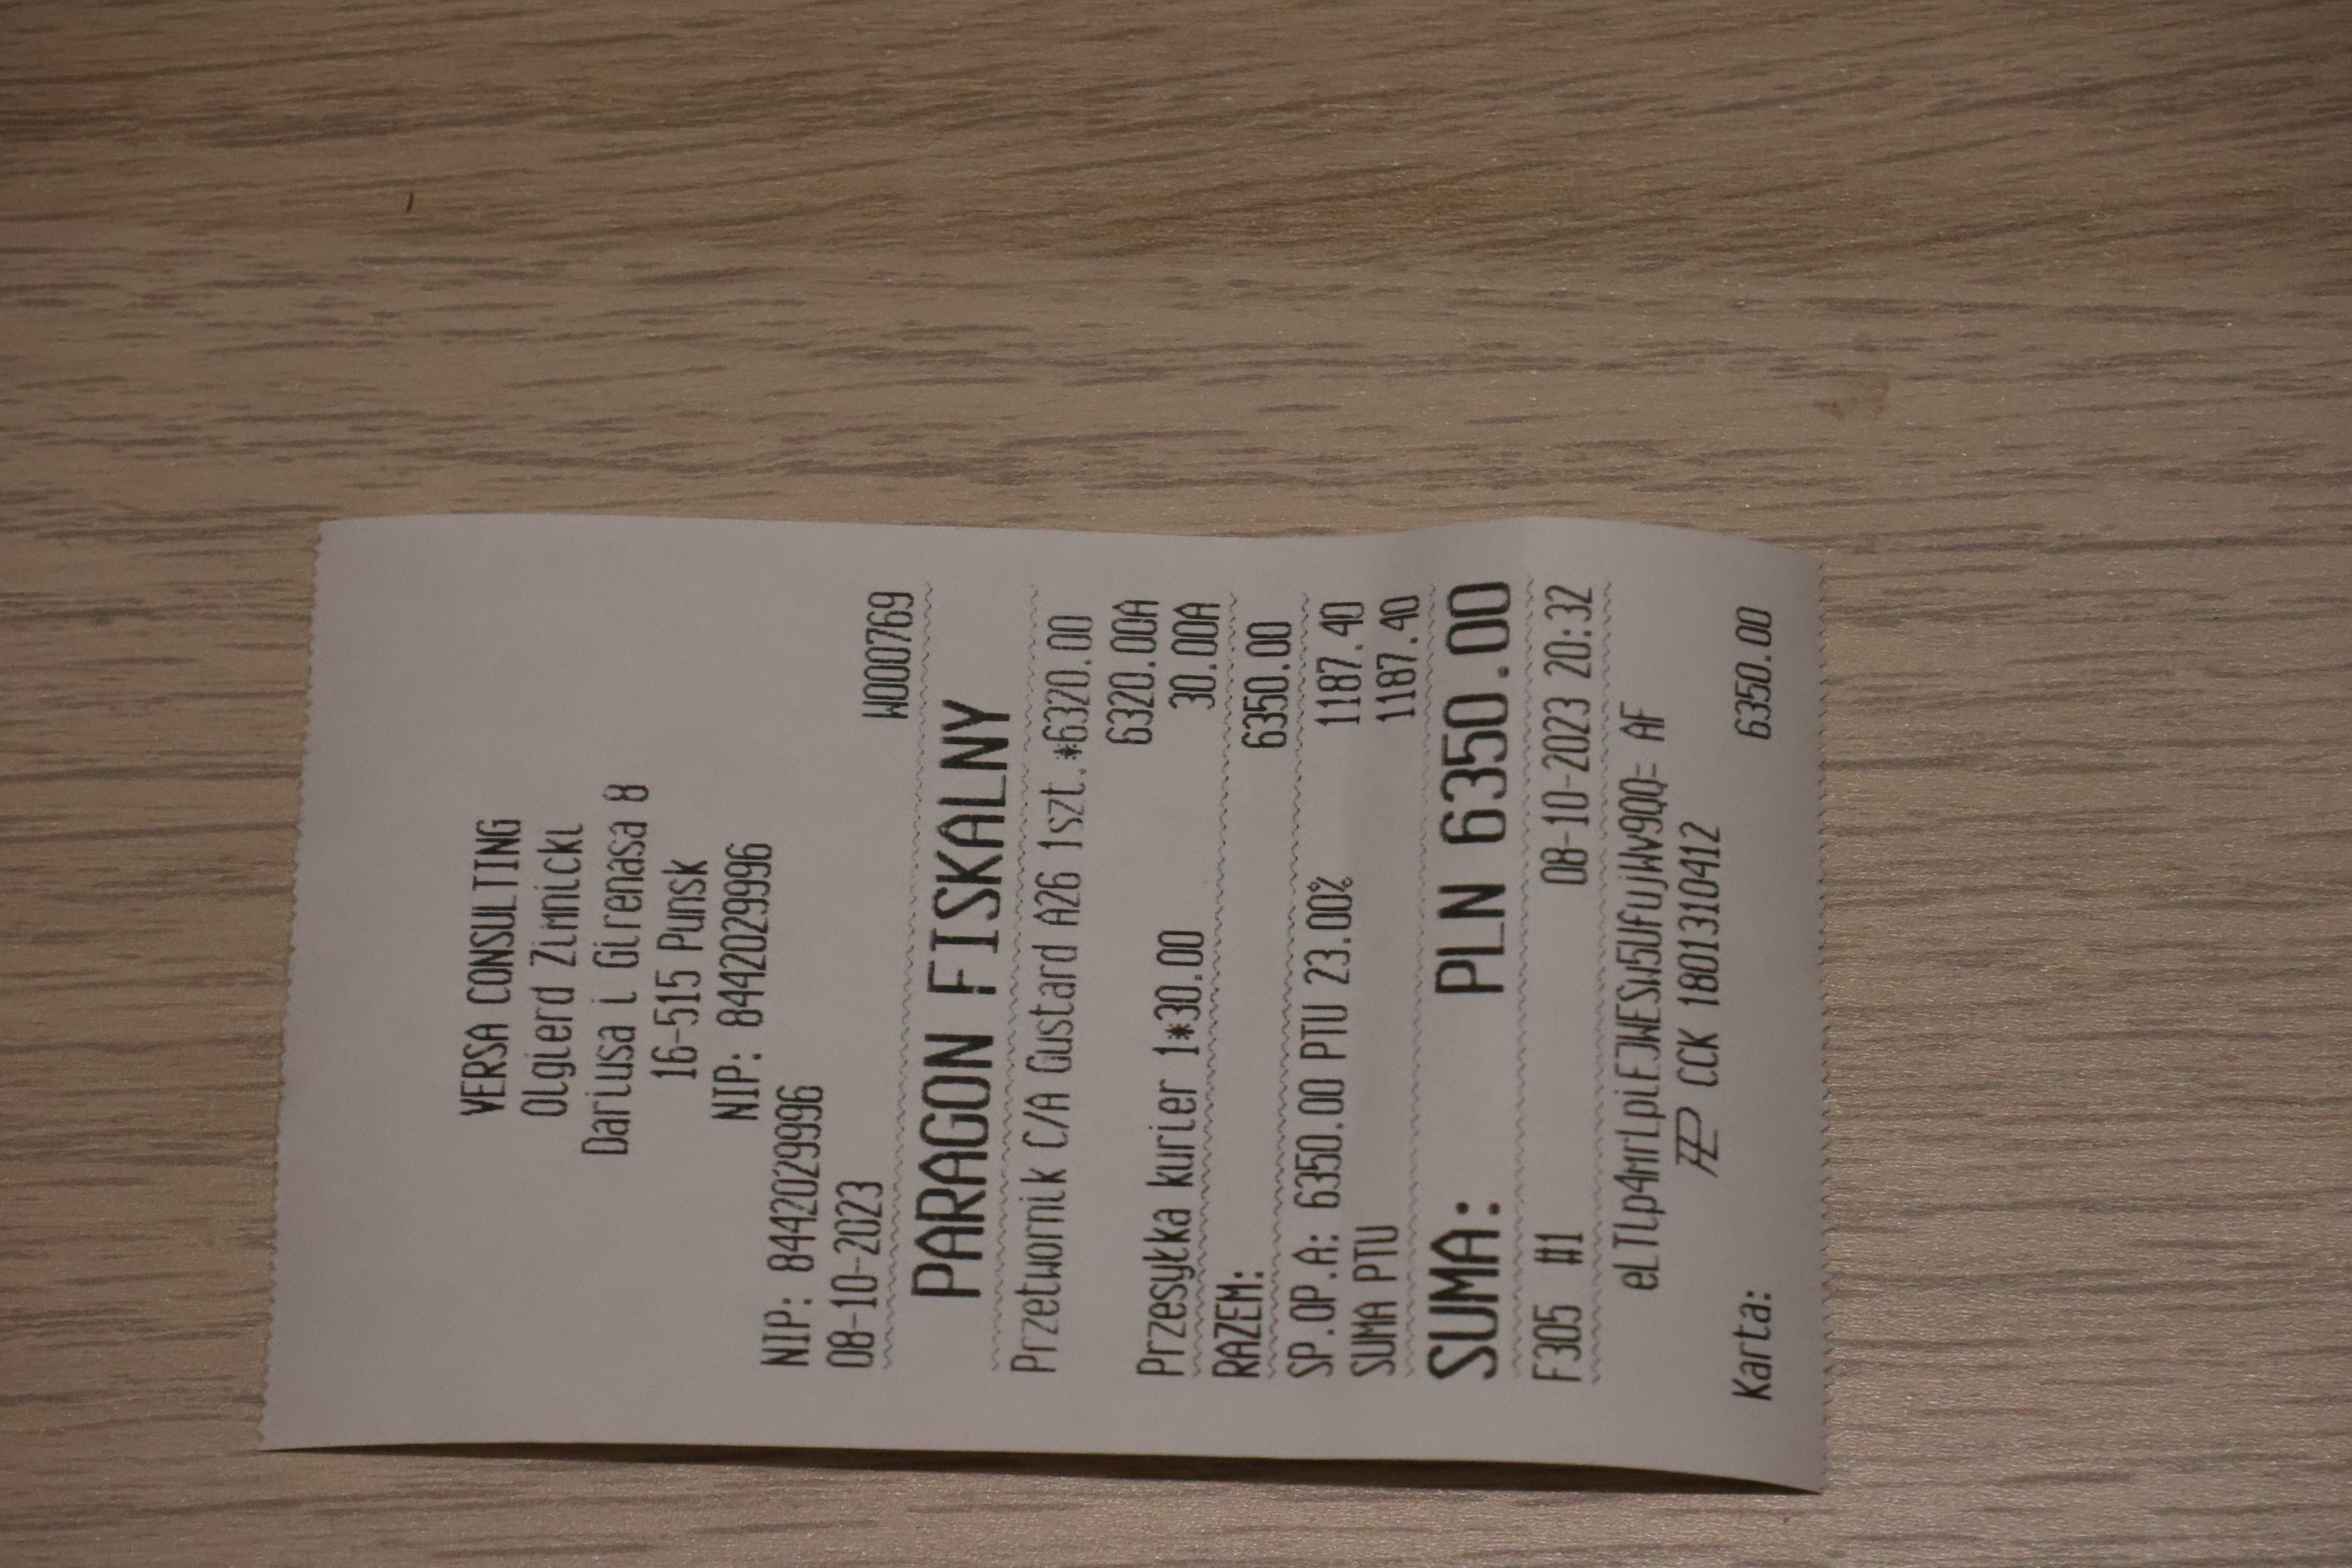 VERSA CONSULTING
Olgierd Zimnicki
Dariusa i Girenasa 8
16-515 Puńsk
NIP: 8442029996
NIP: 8442029996
08-10-2023 W000769
PARAGON FISKALNY
Przetwornik C/A Gustard A26 1szt.*6320.00
6320.00A
Przesyłka kurier 1*30.00 30.00A
RAZEM: 6350.00
SP.OP.A: 6350.00 PTU 23.00% 1187.40
SUMA PTU 1187.40
SUMA: PLN 6350.00
F305 #1 08-10-2023 20:32
CCK 1801310412
Karta: 6350.00